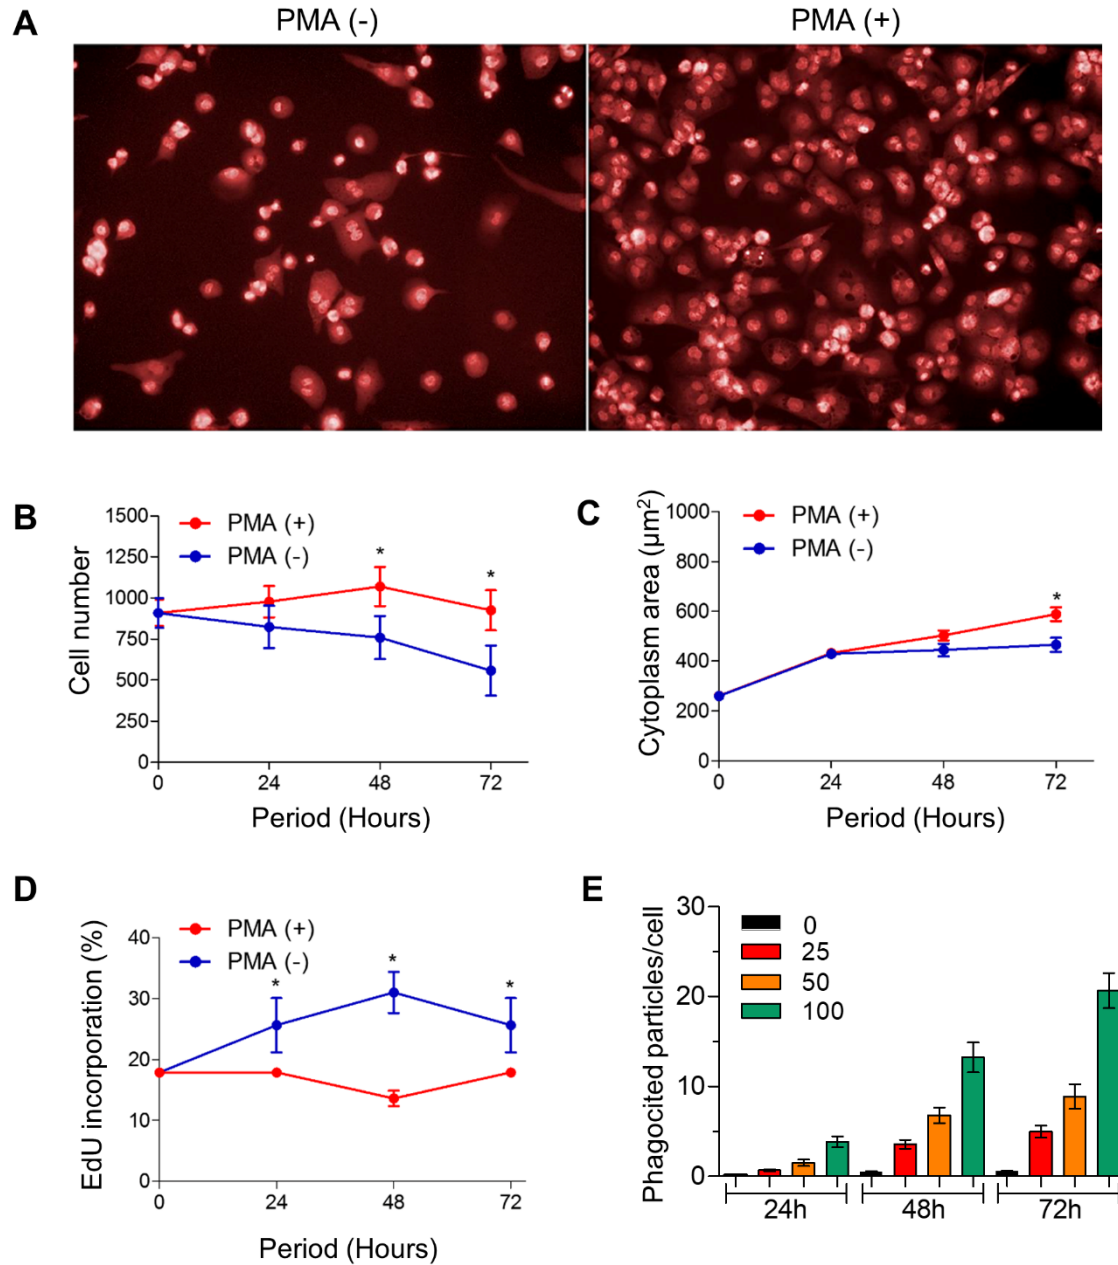 A
PMA (-)
PMA (+)
B
Cell number
1500
1250
1000
750
500
250
0
PMA (+)
PMA (-)
*
*
0 24 48 72
Period (Hours)
C
Cytoplasm area (μm²)
1000
800
600
400
200
0
PMA (+)
PMA (-)
*
0 24 48 72
Period (Hours)
D
EdU incorporation (%)
40
30
20
10
0
PMA (+)
PMA (-)
*
*
*
0 24 48 72
Period (Hours)
E
Phagocited particles/cell
30
20
10
0
0
25
50
100
24h 48h 72h